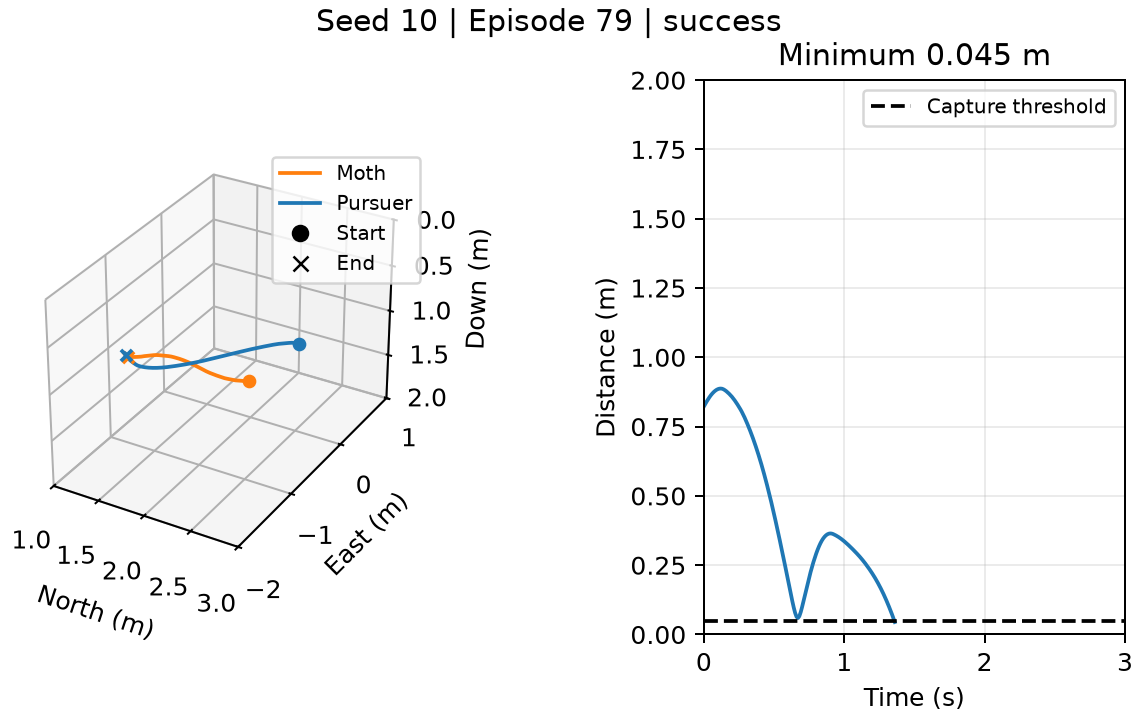 Seed 10 | Episode 79 | success
Moth
Pursuer
Start
End
0.0
0.5
1.0
1.5
2.0
Down (m)
1
0
−1
−2
East (m)
1.0
1.5
2.0
2.5
3.0
North (m)
Minimum 0.045 m
Capture threshold
2.00
1.75
1.50
1.25
1.00
0.75
0.50
0.25
0.00
Distance (m)
0 1 2 3
Time (s)